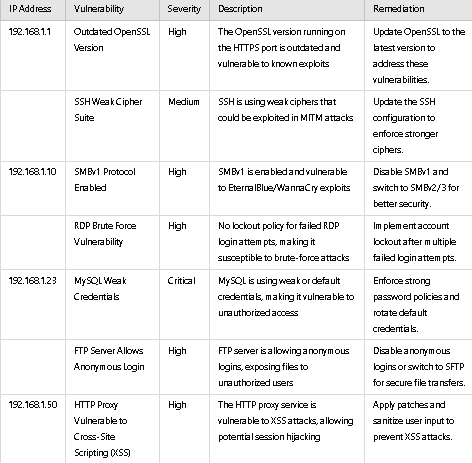 IP Address Vulnerability Severity Description Remediation
192.168.1.1 Outdated OpenSSL High The OpenSSL version running on Update OpenSSL to the
Version the HTTPS port is outdated and latest version to
vulnerable to known exploits address these
vulnerabilities.
SSH Weak Cipher Medium SSH is using weak ciphers that Update the SSH
Suite could be exploited in MITM attacks configuration to
enforce stronger
ciphers.
192.168.1.10 SMBv1 Protocol High SMBv1 is enabled and vulnerable Disable SMBv1 and
Enabled to EternalBlue/WannaCry exploits switch to SMBv2/3 for
better security.
RDP Brute Force High No lockout policy for failed RDP Implement account
Vulnerability login attempts, making it lockout after multiple
susceptible to brute-force attacks failed login attempts.
192.168.1.23 MySQL Weak Critical MySQL is using weak or default Enforce strong
Credentials credentials, making it vulnerable to password policies and
unauthorized access rotate default
credentials.
FTP Server Allows High FTP server is allowing anonymous Disable anonymous
Anonymous Login logins, exposing files to logins or switch to SFTP
unauthorized users for secure file transfers.
192.168.1.50 HTTP Proxy High The HTTP proxy service is Apply patches and
Vulnerable to vulnerable to XSS attacks, allowing sanitize user input to
Cross-Site potential session hijacking prevent XSS attacks.
Scripting (XSS)